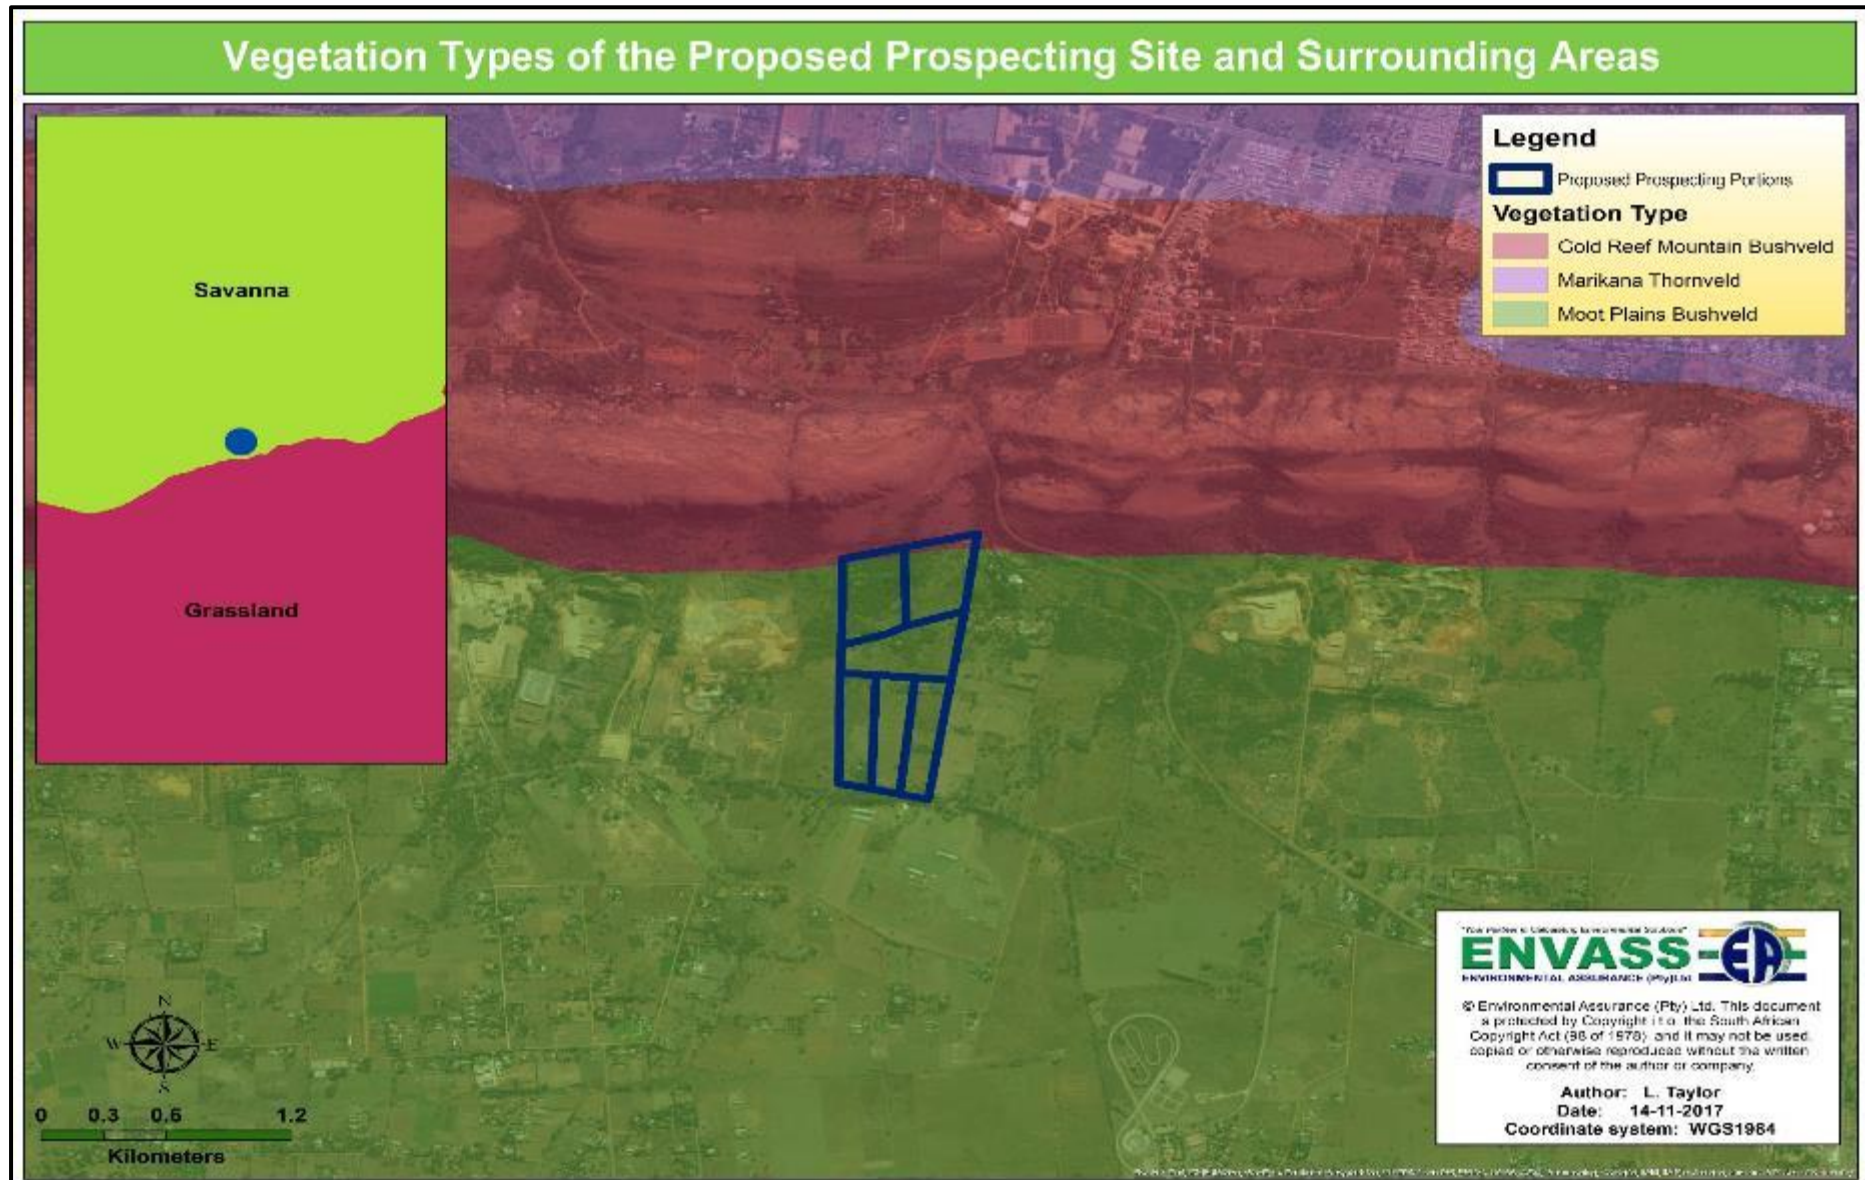 Vegetation Types of the Proposed Prospecting Site and Surrounding Areas
Savanna
Grassland
Legend
Proposed Prospecting Portions
Vegetation Type
Gold Reef Mountain Bushveld
Marikana Thornveld
Moot Plains Bushveld
N
W E
S
0 0.3 0.6 1.2
Kilometers
ENVASS EA
ENVIRONMENTAL ASSURANCE (Pty)Ltd
© Environmental Assurance (Pty) Ltd. This document
is protected by Copyright i.t.o. the South African
Copyright Act (98 of 1978) and it may not be used,
copied or otherwise reproduced without the written
consent of the author or company.
Author: L. Taylor
Date: 14-11-2017
Coordinate system: WGS1984